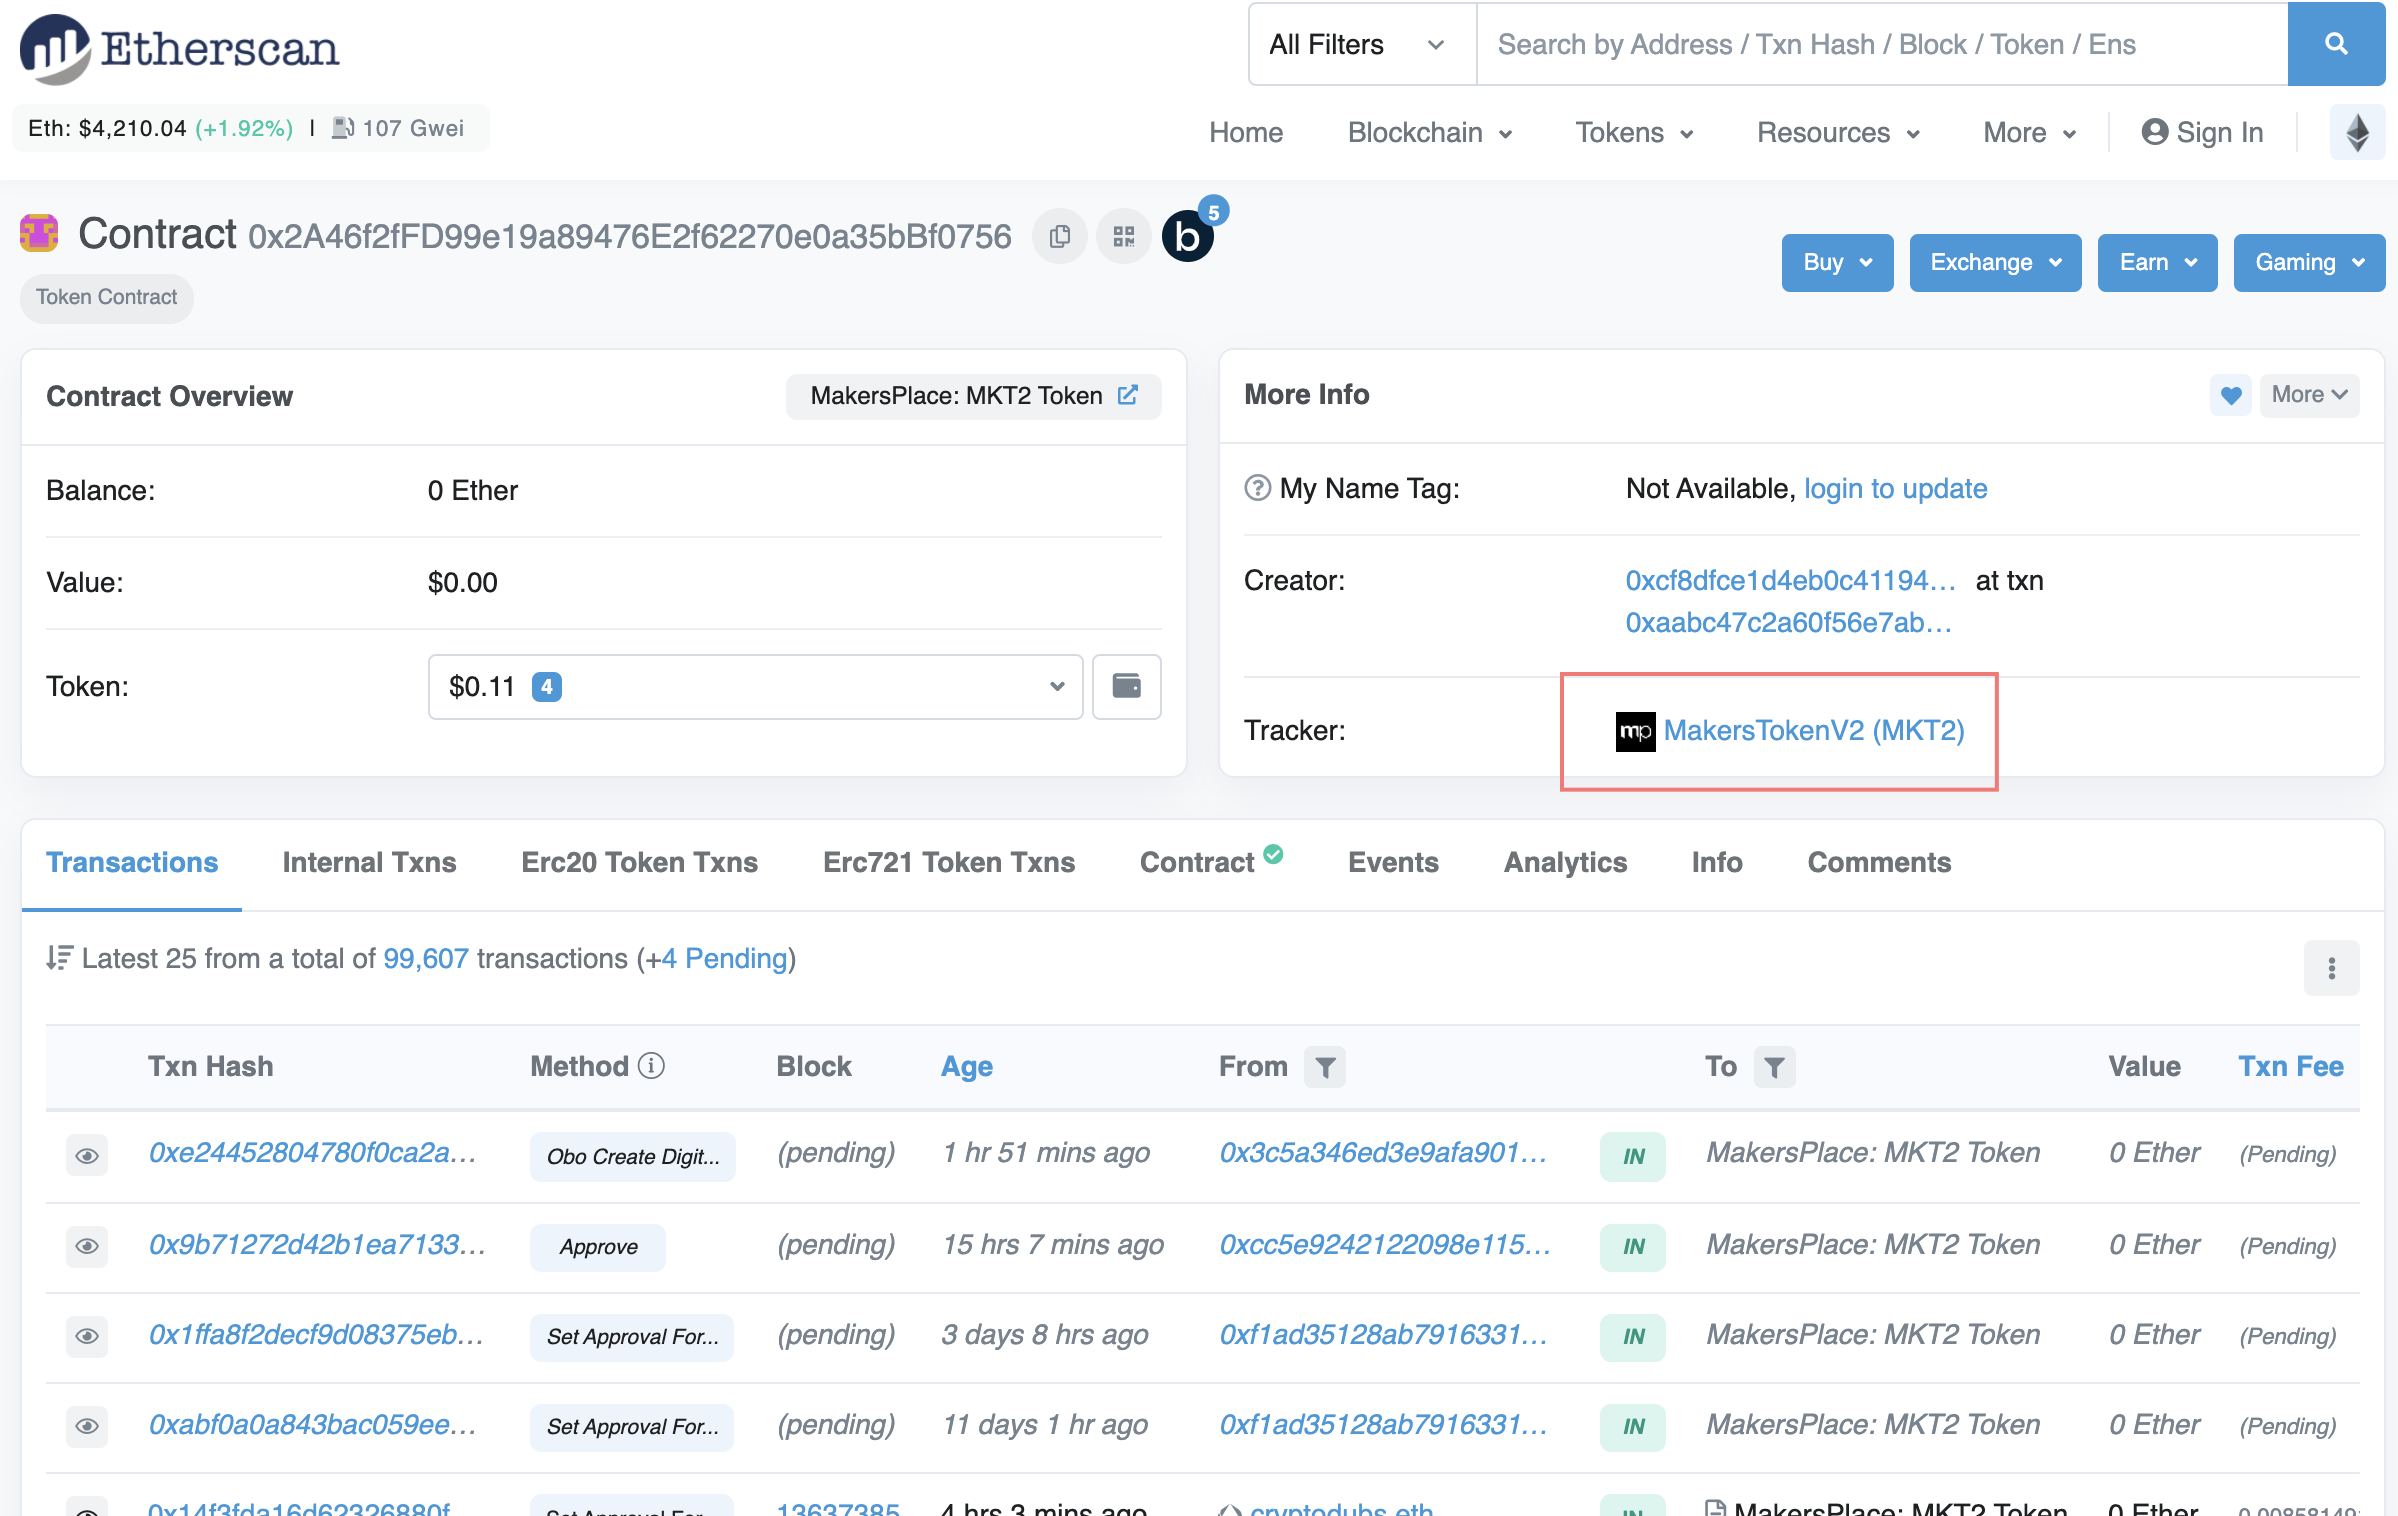 Etherscan
All Filters Search by Address / Txn Hash / Block / Token / Ens
Eth: $4,210.04 (+1.92%) | 107 Gwei
Home Blockchain Tokens Resources More Sign In
Contract 0x2A46f2fFD99e19a89476E2f62270e0a35bBf0756 b 5
Buy Exchange Earn Gaming
Token Contract
Contract Overview MakersPlace: MKT2 Token
Balance: 0 Ether
Value: $0.00
Token: $0.11 4
More Info More
My Name Tag: Not Available, login to update
Creator: 0xcf8dfce1d4eb0c41194... at txn
0xaabc47c2a60f56e7ab...
Tracker: mp MakersTokenV2 (MKT2)
Transactions Internal Txns Erc20 Token Txns Erc721 Token Txns Contract Events Analytics Info Comments
Latest 25 from a total of 99,607 transactions (+4 Pending)
Txn Hash Method Block Age From To Value Txn Fee
0xe24452804780f0ca2a... Obo Create Digit... (pending) 1 hr 51 mins ago 0x3c5a346ed3e9afa901... IN MakersPlace: MKT2 Token 0 Ether (Pending)
0x9b71272d42b1ea7133... Approve (pending) 15 hrs 7 mins ago 0xcc5e9242122098e115... IN MakersPlace: MKT2 Token 0 Ether (Pending)
0x1ffa8f2decf9d08375eb... Set Approval For... (pending) 3 days 8 hrs ago 0xf1ad35128ab7916331... IN MakersPlace: MKT2 Token 0 Ether (Pending)
0xabf0a0a843bac059ee... Set Approval For... (pending) 11 days 1 hr ago 0xf1ad35128ab7916331... IN MakersPlace: MKT2 Token 0 Ether (Pending)
0x14f3fda16d62326880f Set Approval For... 13637385 4 hrs 3 mins ago cryptodubs.eth IN MakersPlace: MKT2 Token 0 Ether